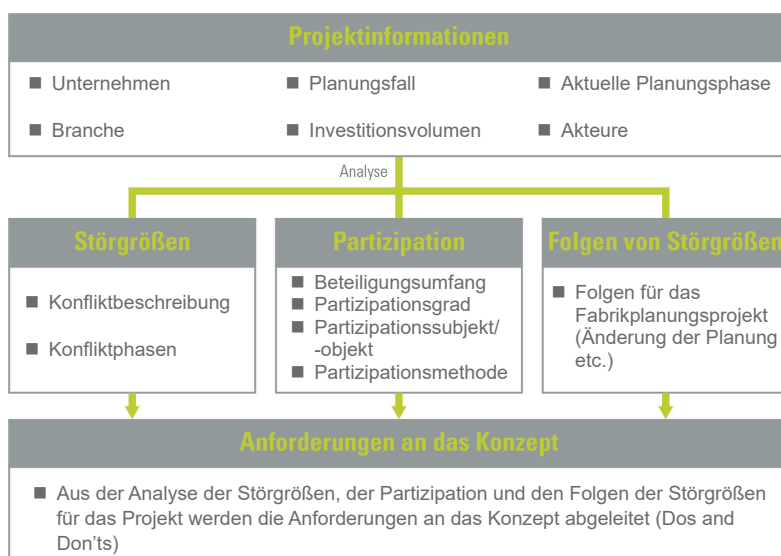 Projektinformationen
■ Unternehmen
■ Planungsfall
■ Aktuelle Planungsphase
■ Branche
■ Investitionsvolumen
■ Akteure
Analyse
Störgrößen
■ Konfliktbeschreibung
■ Konfliktphasen
Partizipation
■ Beteiligungsumfang
■ Partizipationsgrad
■ Partizipationssubjekt/
-objekt
■ Partizipationsmethode
Folgen von Störgrößen
■ Folgen für das
Fabrikplanungsprojekt
(Änderung der Planung
etc.)
Anforderungen an das Konzept
■ Aus der Analyse der Störgrößen, der Partizipation und den Folgen der Störgrößen
für das Projekt werden die Anforderungen an das Konzept abgeleitet (Dos and
Don'ts)